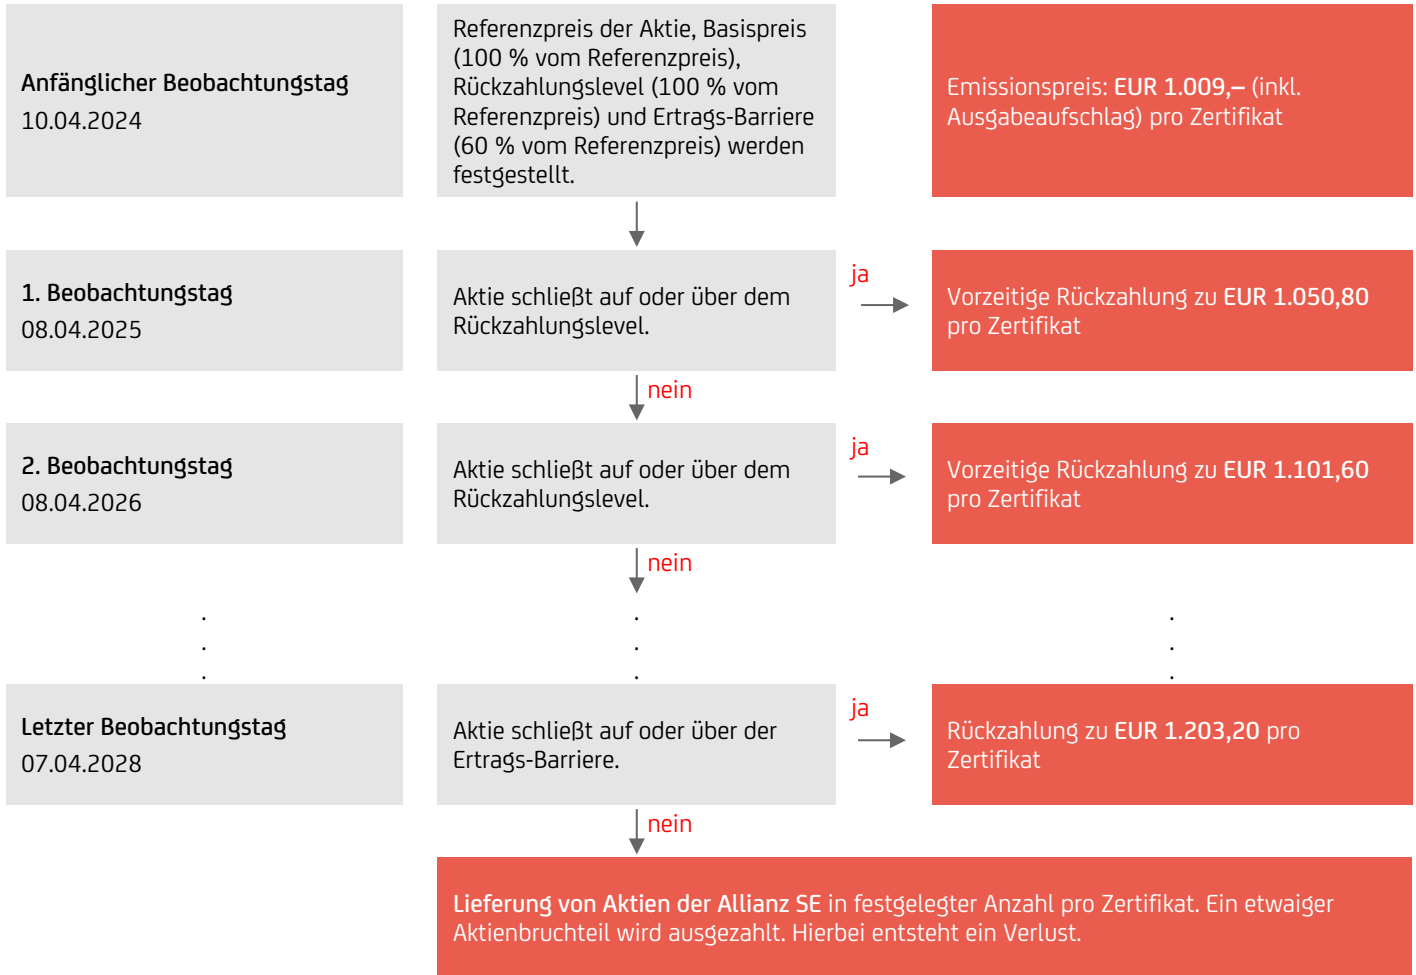 Anfänglicher Beobachtungstag
10.04.2024
Referenzpreis der Aktie, Basispreis
(100 % vom Referenzpreis),
Rückzahlungslevel (100 % vom
Referenzpreis) und Ertrags-Barriere
(60 % vom Referenzpreis) werden
festgestellt.
Emissionspreis: EUR 1.009,– (inkl.
Ausgabeaufschlag) pro Zertifikat
1. Beobachtungstag
08.04.2025
Aktie schließt auf oder über dem
Rückzahlungslevel.
ja
Vorzeitige Rückzahlung zu EUR 1.050,80
pro Zertifikat
nein
2. Beobachtungstag
08.04.2026
Aktie schließt auf oder über dem
Rückzahlungslevel.
ja
Vorzeitige Rückzahlung zu EUR 1.101,60
pro Zertifikat
nein
Letzter Beobachtungstag
07.04.2028
Aktie schließt auf oder über der
Ertrags-Barriere.
ja
Rückzahlung zu EUR 1.203,20 pro
Zertifikat
nein
Lieferung von Aktien der Allianz SE in festgelegter Anzahl pro Zertifikat. Ein etwaiger
Aktienbruchteil wird ausgezahlt. Hierbei entsteht ein Verlust.